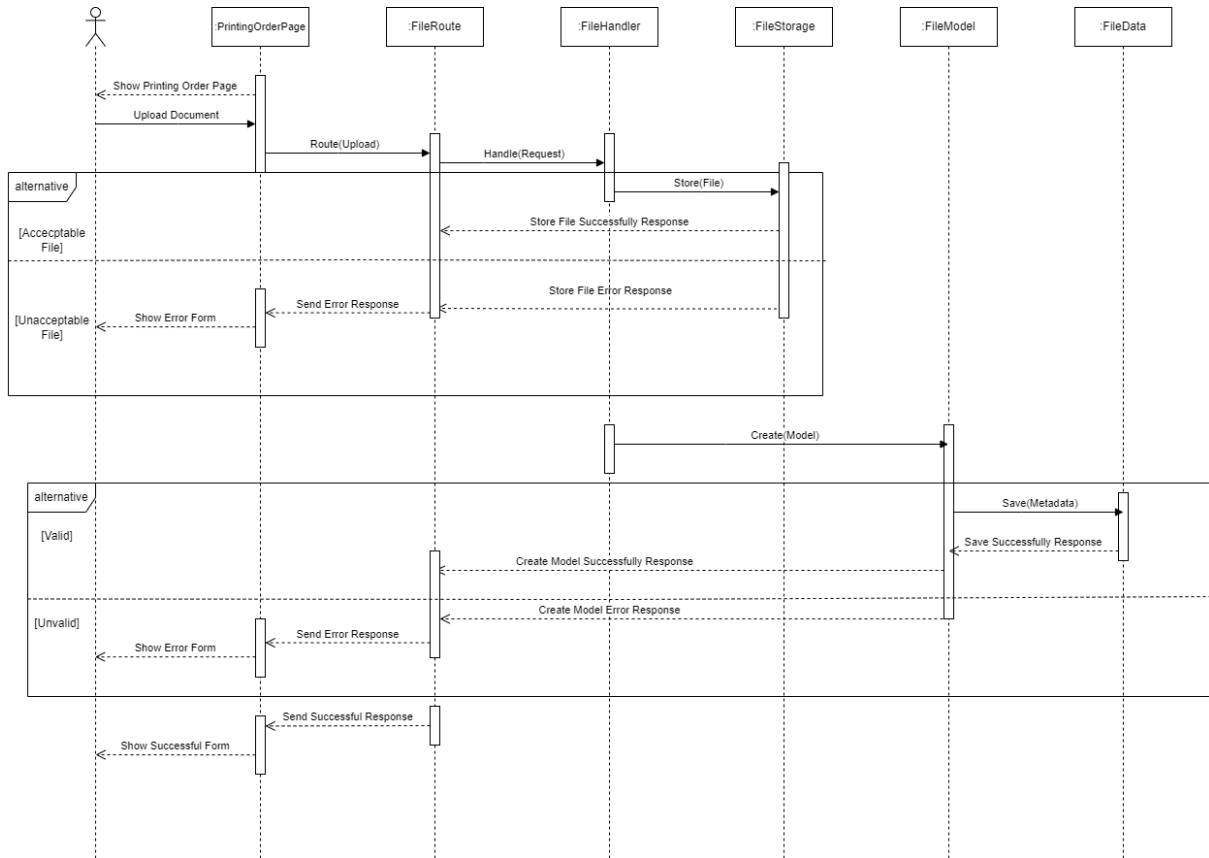 :PrintingOrderPage
:FileRoute
:FileHandler
:FileStorage
:FileModel
:FileData
Show Printing Order Page
Upload Document
Route(Upload)
Handle(Request)
alternative
Store(File)
[Accecptable
File]
Store File Successfully Response
Store File Error Response
Send Error Response
[Unacceptable
File]
Show Error Form
Create(Model)
alternative
Save(Metadata)
[Valid]
Save Successfully Response
Create Model Successfully Response
Create Model Error Response
[Unvalid]
Send Error Response
Show Error Form
Send Successful Response
Show Successful Form